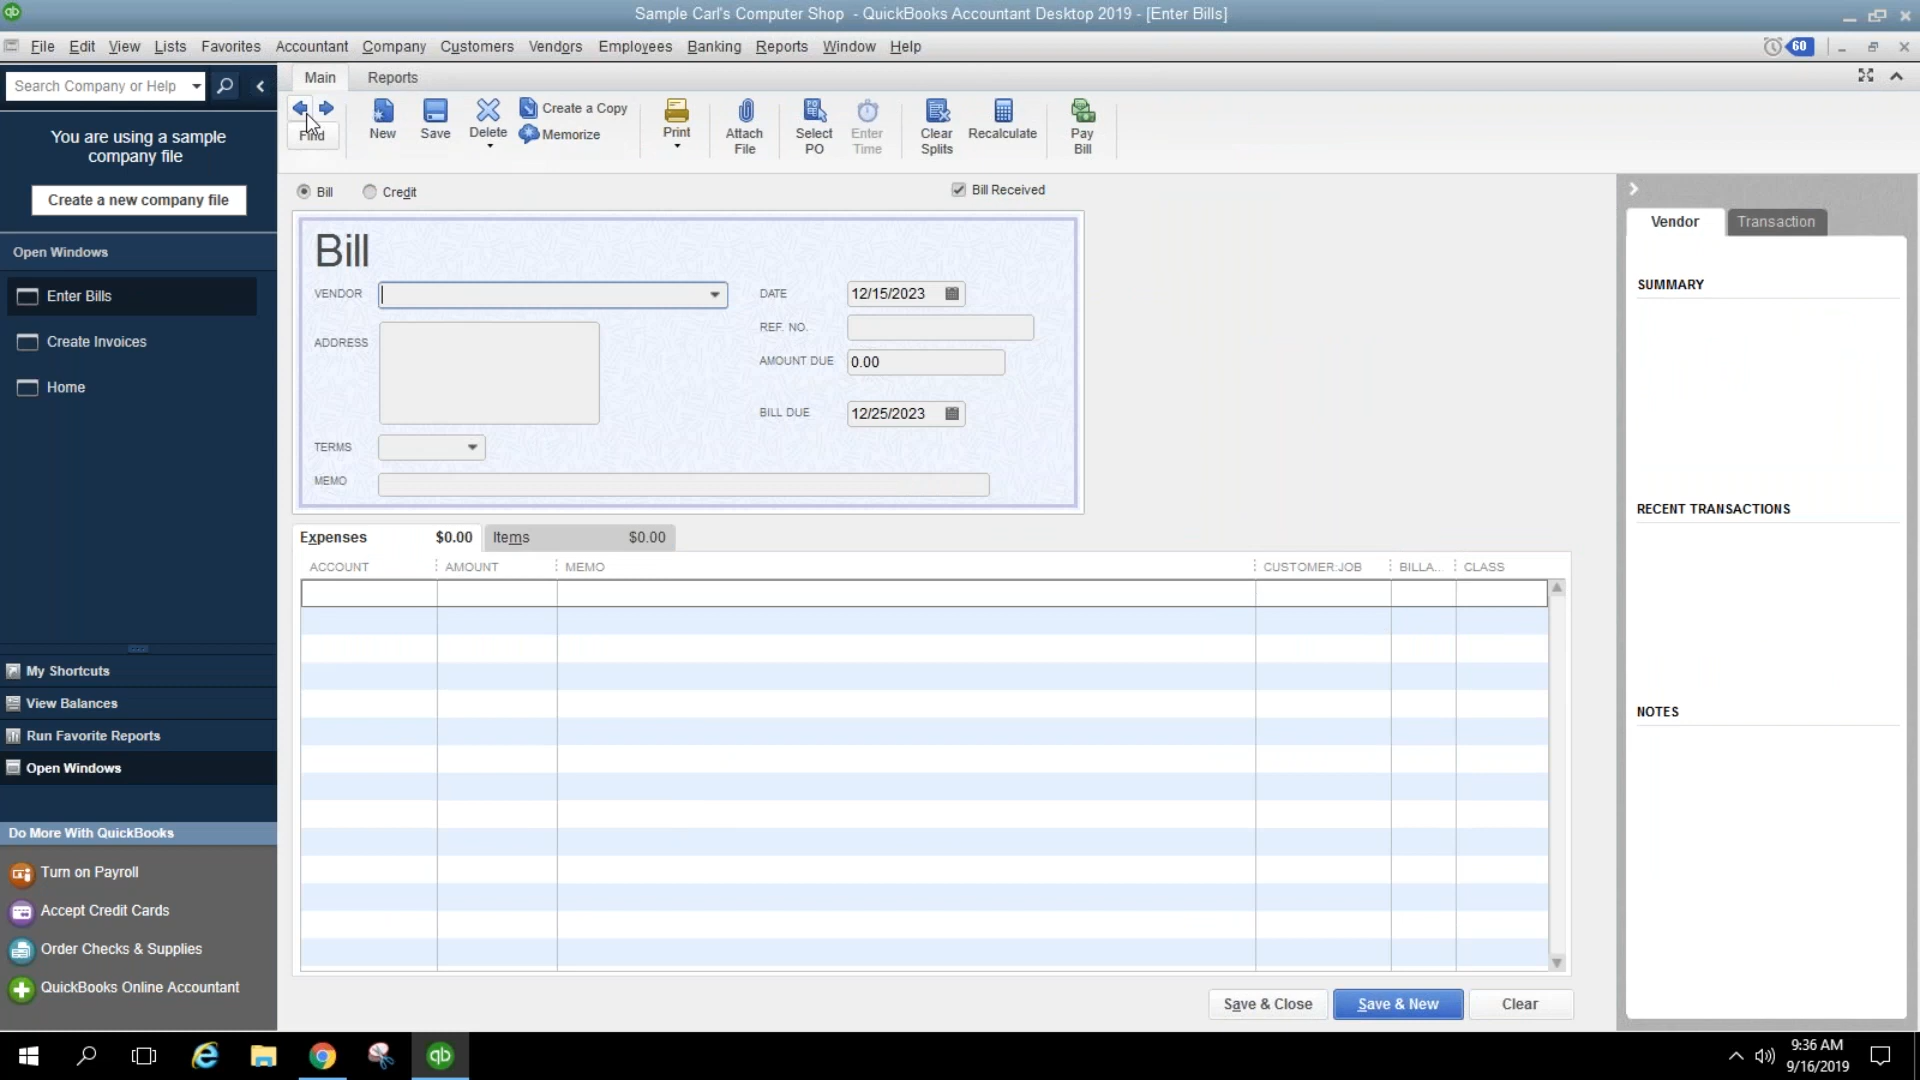 Sample Carl's Computer Shop - QuickBooks Accountant Desktop 2019 - [Enter Bills]
File Edit View Lists Favorites Accountant Company Customers Vendors Employees Banking Reports Window Help
60
Search Company or Help
Main Reports
Find
New
Save
Delete
Create a Copy
Memorize
Print
Attach
File
Select
PO
Enter
Time
Clear
Splits
Recalculate
Pay
Bill
You are using a sample
company file
Create a new company file
Open Windows
Enter Bills
Create Invoices
Home
My Shortcuts
View Balances
Run Favorite Reports
Open Windows
Do More With QuickBooks
Turn on Payroll
Accept Credit Cards
Order Checks & Supplies
QuickBooks Online Accountant
Bill Credit Bill Received
Bill
VENDOR
DATE 12/15/2023
REF. NO.
ADDRESS
AMOUNT DUE 0.00
BILL DUE 12/25/2023
TERMS
MEMO
Expenses $0.00 Items $0.00
ACCOUNT AMOUNT MEMO CUSTOMER:JOB BILLA... CLASS
Save & Close Save & New Clear
Vendor Transaction
SUMMARY
RECENT TRANSACTIONS
NOTES
qb
9:36 AM
9/16/2019